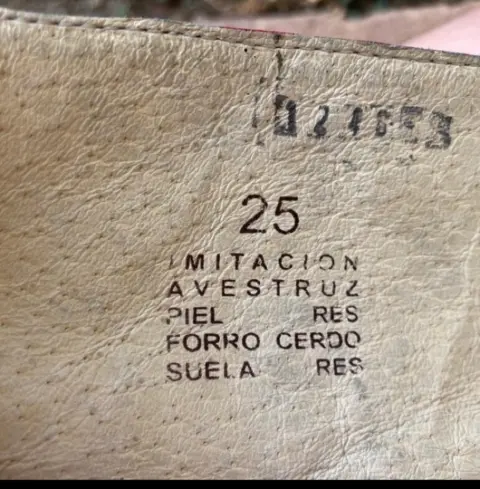 25
IMITACION
AVESTRUZ
PIEL RES
FORRO CERDO
SUELA RES